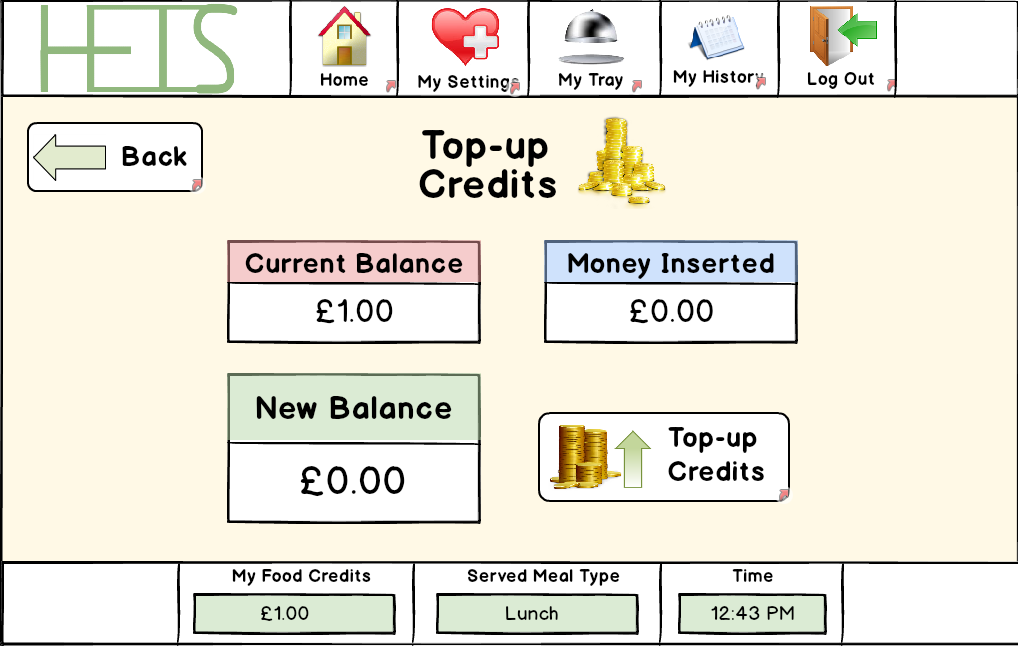 HETS
Home
My Settings
My Tray
My History
Log Out
Back
Top-up
Credits
Current Balance
Money Inserted
£1.00
£0.00
New Balance
£0.00
Top-up
Credits
My Food Credits
Served Meal Type
Time
£1.00
Lunch
12:43 PM